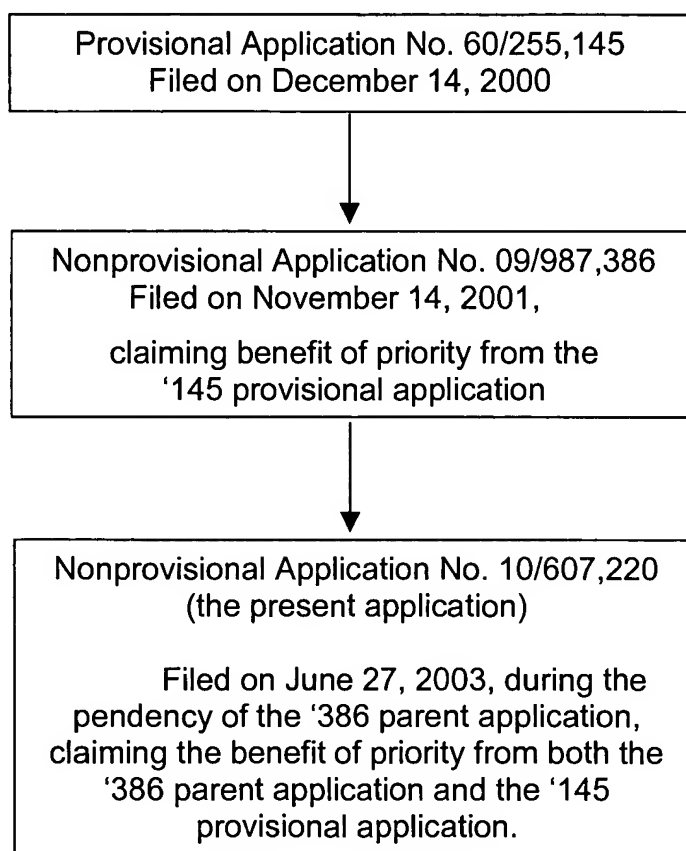 Provisional Application No. 60/255,145
Filed on December 14, 2000
Nonprovisional Application No. 09/987,386
Filed on November 14, 2001,
claiming benefit of priority from the
‘145 provisional application
Nonprovisional Application No. 10/607,220
(the present application)
Filed on June 27, 2003, during the
pendency of the ‘386 parent application,
claiming the benefit of priority from both the
‘386 parent application and the ‘145
provisional application.